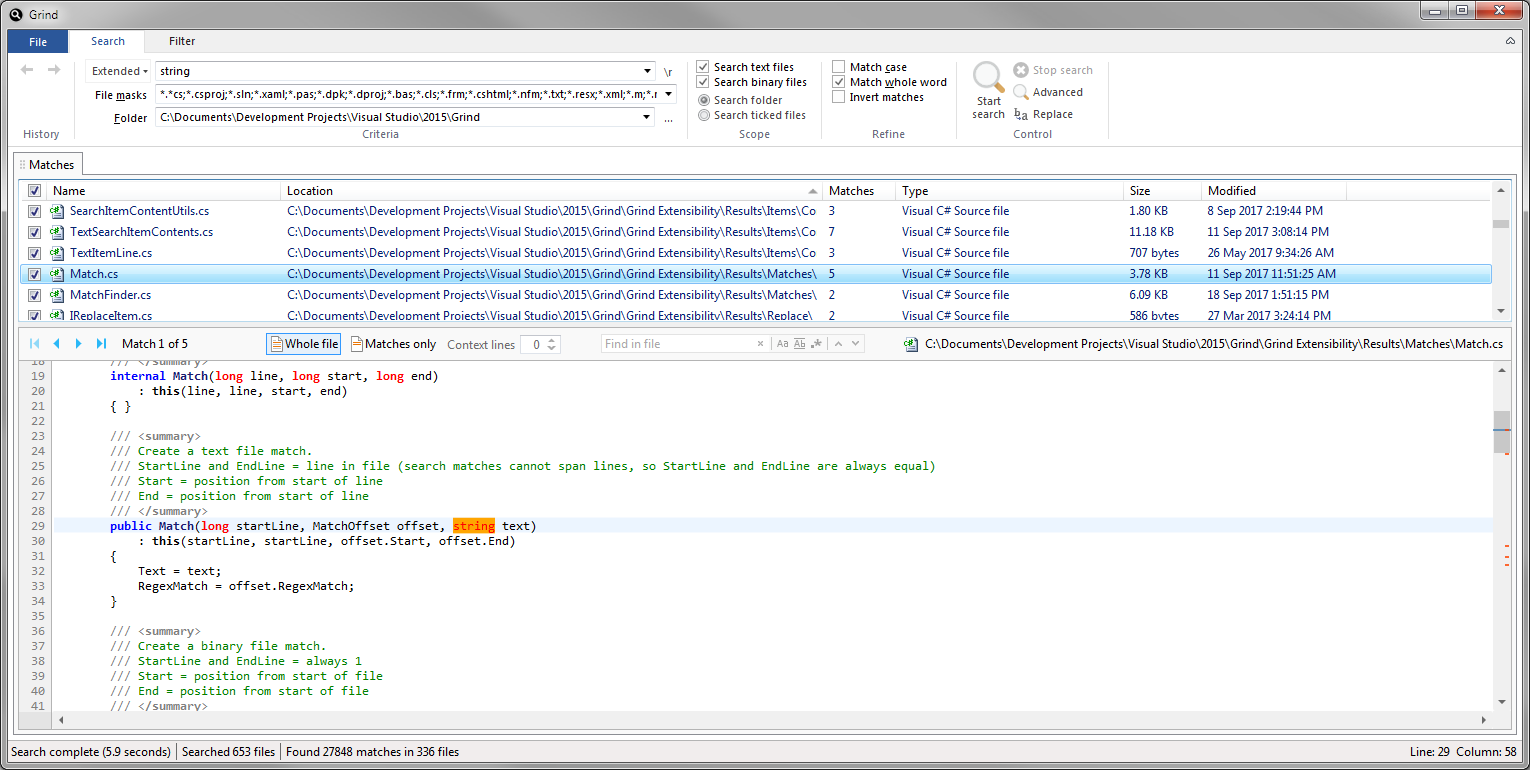 Grind
File Search Filter
Extended string \r
File masks *.*cs;*.csproj;*.sln;*.xaml;*.pas;*.dpk;*.dproj;*.bas;*.cls;*.frm;*.cshtml;*.nfm;*.txt;*.resx;*.xml;*.m;*.r
Folder C:\Documents\Development Projects\Visual Studio\2015\Grind ...
History Criteria
Search text files
Search binary files
Search folder
Search ticked files
Scope
Match case
Match whole word
Invert matches
Refine
Start search
Stop search
Advanced
Replace
Control
Matches
Name Location Matches Type Size Modified
SearchItemContentUtils.cs C:\Documents\Development Projects\Visual Studio\2015\Grind\Grind Extensibility\Results\Items\Co 3 Visual C# Source file 1.80 KB 8 Sep 2017 2:19:44 PM
TextSearchItemContents.cs C:\Documents\Development Projects\Visual Studio\2015\Grind\Grind Extensibility\Results\Items\Co 7 Visual C# Source file 11.18 KB 11 Sep 2017 3:08:14 PM
TextItemLine.cs C:\Documents\Development Projects\Visual Studio\2015\Grind\Grind Extensibility\Results\Items\Co 3 Visual C# Source file 707 bytes 26 May 2017 9:34:26 AM
Match.cs C:\Documents\Development Projects\Visual Studio\2015\Grind\Grind Extensibility\Results\Matches\ 5 Visual C# Source file 3.78 KB 11 Sep 2017 11:51:25 AM
MatchFinder.cs C:\Documents\Development Projects\Visual Studio\2015\Grind\Grind Extensibility\Results\Matches\ 2 Visual C# Source file 6.09 KB 18 Sep 2017 1:51:15 PM
IReplaceItem.cs C:\Documents\Development Projects\Visual Studio\2015\Grind\Grind Extensibility\Results\Replace\ 2 Visual C# Source file 586 bytes 27 Mar 2017 3:24:14 PM
Match 1 of 5 Whole file Matches only Context lines 0 Find in file Aa Ab .* C:\Documents\Development Projects\Visual Studio\2015\Grind\Grind Extensibility\Results\Matches\Match.cs
18 /// </summary>
19 internal Match(long line, long start, long end)
20 : this(line, line, start, end)
21 { }
22
23 /// <summary>
24 /// Create a text file match.
25 /// StartLine and EndLine = line in file (search matches cannot span lines, so StartLine and EndLine are always equal)
26 /// Start = position from start of line
27 /// End = position from start of line
28 /// </summary>
29 public Match(long startLine, MatchOffset offset, string text)
30 : this(startLine, startLine, offset.Start, offset.End)
31 {
32 Text = text;
33 RegexMatch = offset.RegexMatch;
34 }
35
36 /// <summary>
37 /// Create a binary file match.
38 /// StartLine and EndLine = always 1
39 /// Start = position from start of file
40 /// End = position from start of file
41 /// </summary>
Search complete (5.9 seconds) Searched 653 files Found 27848 matches in 336 files Line: 29 Column: 58